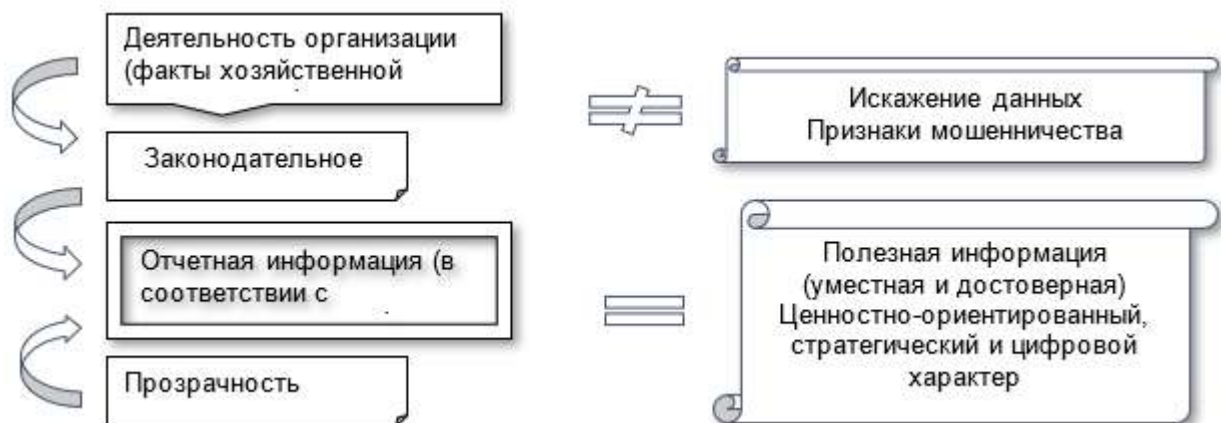 Деятельность организации
(факты хозяйственной
Законодательное
Отчетная информация (в
соответствии с
Прозрачность
Искажение данных
Признаки мошенничества
Полезная информация
(уместная и достоверная)
Ценностно-ориентированный,
стратегический и цифровой
характер